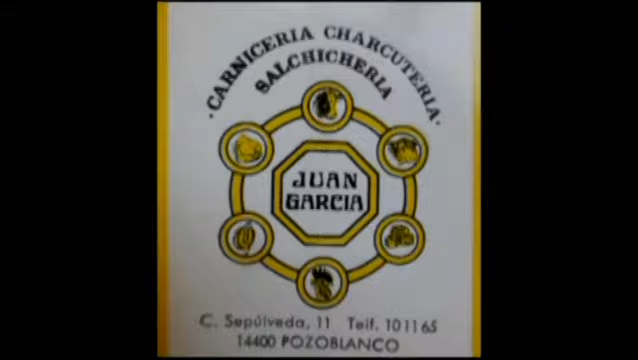 · CARNICERIA CHARCUTERIA ·
SALCHICHERIA
JUAN
GARCIA
C. Sepúlveda, 11 Telf. 101165
14400 POZOBLANCO